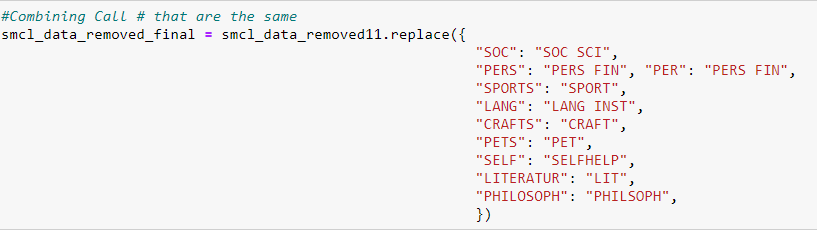 #Combining Call # that are the same
smcl_data_removed_final = smcl_data_removed11.replace({
"SOC": "SOC SCI",
"PERS": "PERS FIN", "PER": "PERS FIN",
"SPORTS": "SPORT",
"LANG": "LANG INST",
"CRAFTS": "CRAFT",
"PETS": "PET",
"SELF": "SELFHELP",
"LITERATUR": "LIT",
"PHILOSOPH": "PHILSOPH",
})